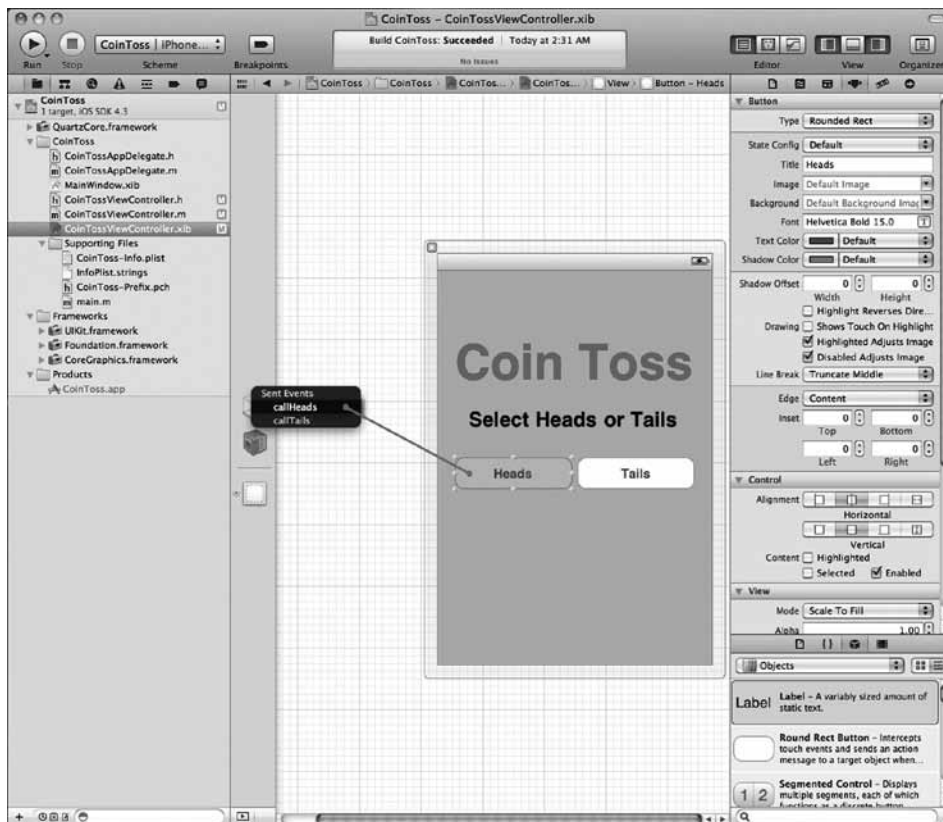 CoinToss – CoinTossViewController.xib
CoinToss | iPhone...
Build CoinToss: Succeeded | Today at 2:31 AM
No Issues
Run Stop Scheme Breakpoints Editor View Organizer
CoinToss CoinToss CoinTos... CoinTos... View Button – Heads
CoinToss
1 target, iOS SDK 4.3
QuartzCore.framework
CoinToss
h CoinTossAppDelegate.h
m CoinTossAppDelegate.m
MainWindow.xib
h CoinTossViewController.h
m CoinTossViewController.m
CoinTossViewController.xib M
Supporting Files
CoinToss-Info.plist
InfoPlist.strings
h CoinToss-Prefix.pch
m main.m
Frameworks
UIKit.framework
Foundation.framework
CoreGraphics.framework
Products
CoinToss.app
Sent Events
callHeads
callTails
Coin Toss
Select Heads or Tails
Heads Tails
Button
Type Rounded Rect
State Config Default
Title Heads
Image Default Image
Background Default Background Imag
Font Helvetica Bold 15.0 T
Text Color Default
Shadow Color Default
Shadow Offset 0 0
Width Height
Highlight Reverses Dire...
Drawing Shows Touch On Highlight
Highlighted Adjusts Image
Disabled Adjusts Image
Line Break Truncate Middle
Edge Content
Inset 0 0
Top Bottom
0 0
Left Right
Control
Alignment
Horizontal
Vertical
Content Highlighted
Selected Enabled
View
Mode Scale To Fill
Alpha 1.00
{}
Objects
Label Label – A variably sized amount of
static text.
Round Rect Button – Intercepts
touch events and sends an action
message to a target object when...
1 2 Segmented Control – Displays
multiple segments, each of which
functions as a discrete button